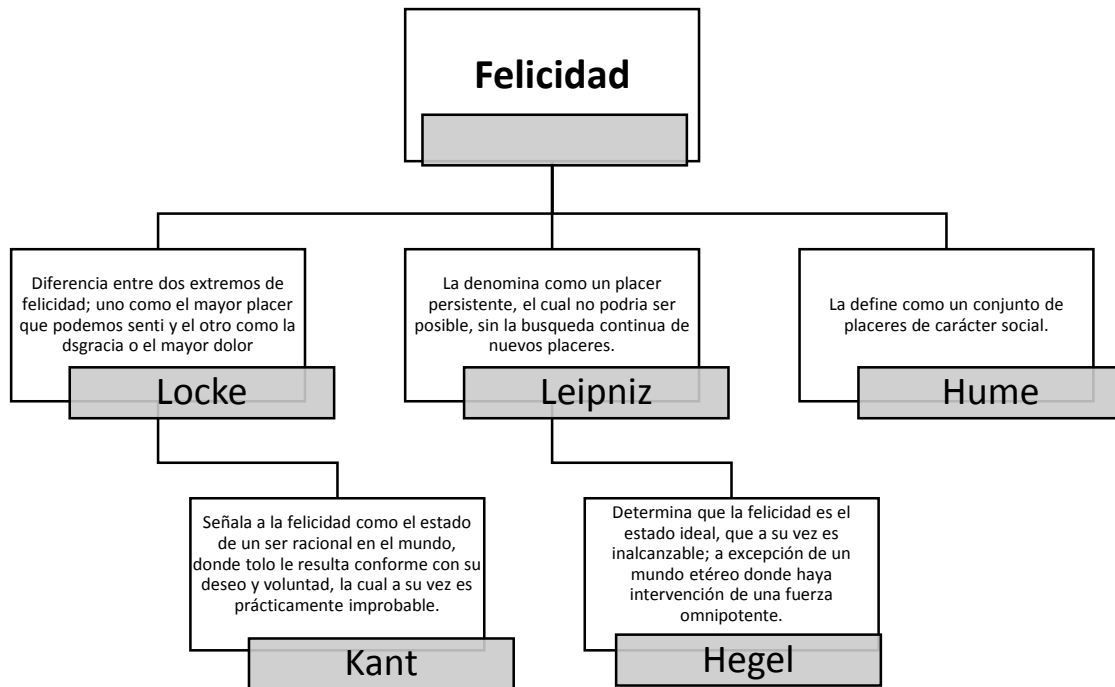 Felicidad
Diferencia entre dos extremos de
felicidad; uno como el mayor placer
que podemos senti y el otro como la
dsgracia o el mayor dolor
Locke
La denomina como un placer
persistente, el cual no podria ser
posible, sin la busqueda continua de
nuevos placeres.
Leipniz
La define como un conjunto de
placeres de carácter social.
Hume
Señala a la felicidad como el estado
de un ser racional en el mundo,
donde tolo le resulta conforme con su
deseo y voluntad, la cual a su vez es
prácticamente improbable.
Kant
Determina que la felicidad es el
estado ideal, que a su vez es
inalcanzable; a excepción de un
mundo etéreo donde haya
intervención de una fuerza
omnipotente.
Hegel